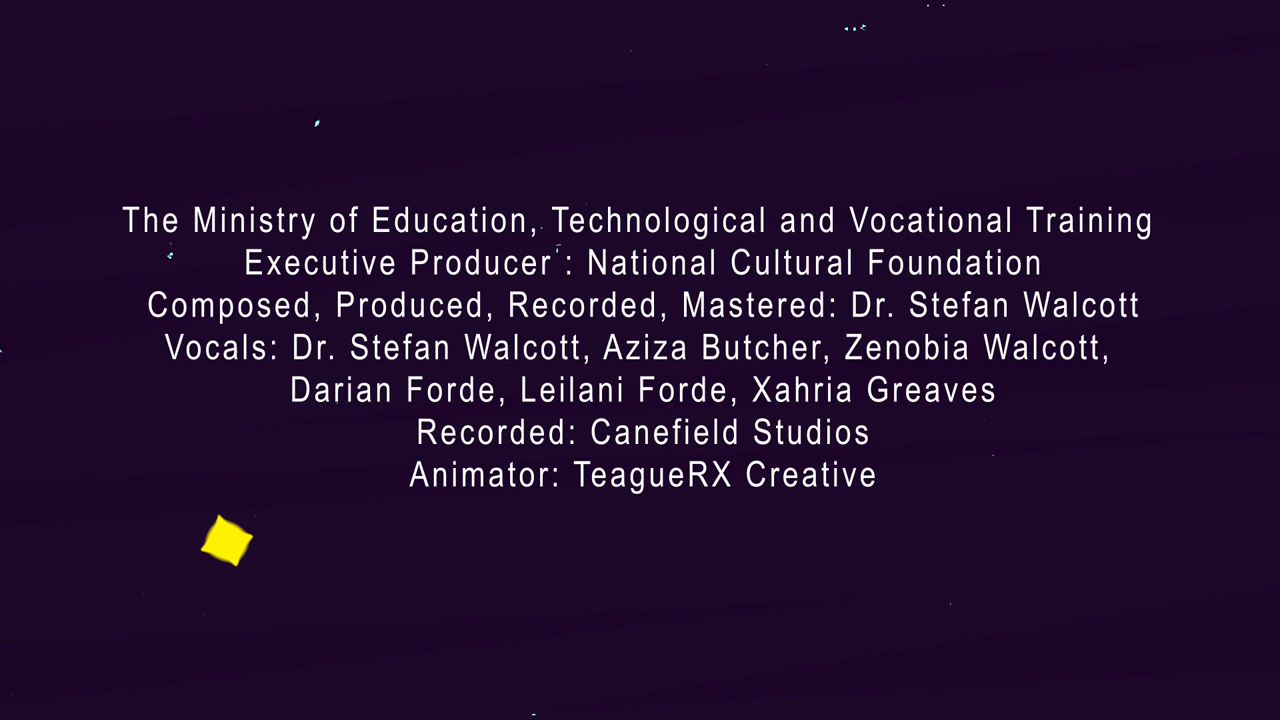 The Ministry of Education, Technological and Vocational Training
Executive Producer : National Cultural Foundation
Composed, Produced, Recorded, Mastered: Dr. Stefan Walcott
Vocals: Dr. Stefan Walcott, Aziza Butcher, Zenobia Walcott,
Darian Forde, Leilani Forde, Xahria Greaves
Recorded: Canefield Studios
Animator: TeagueRX Creative